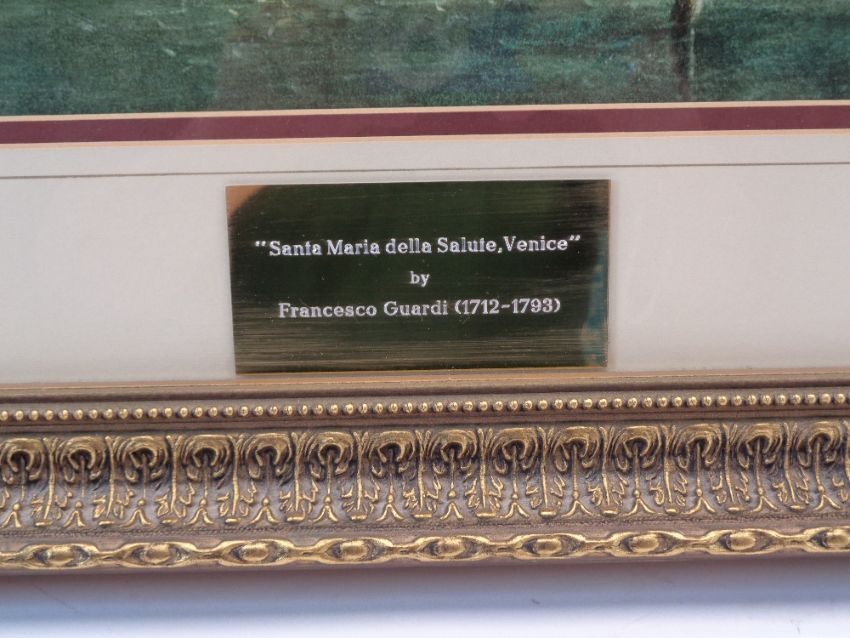 "Santa Maria della Salute, Venice"
by
Francesco Guardi (1712-1793)